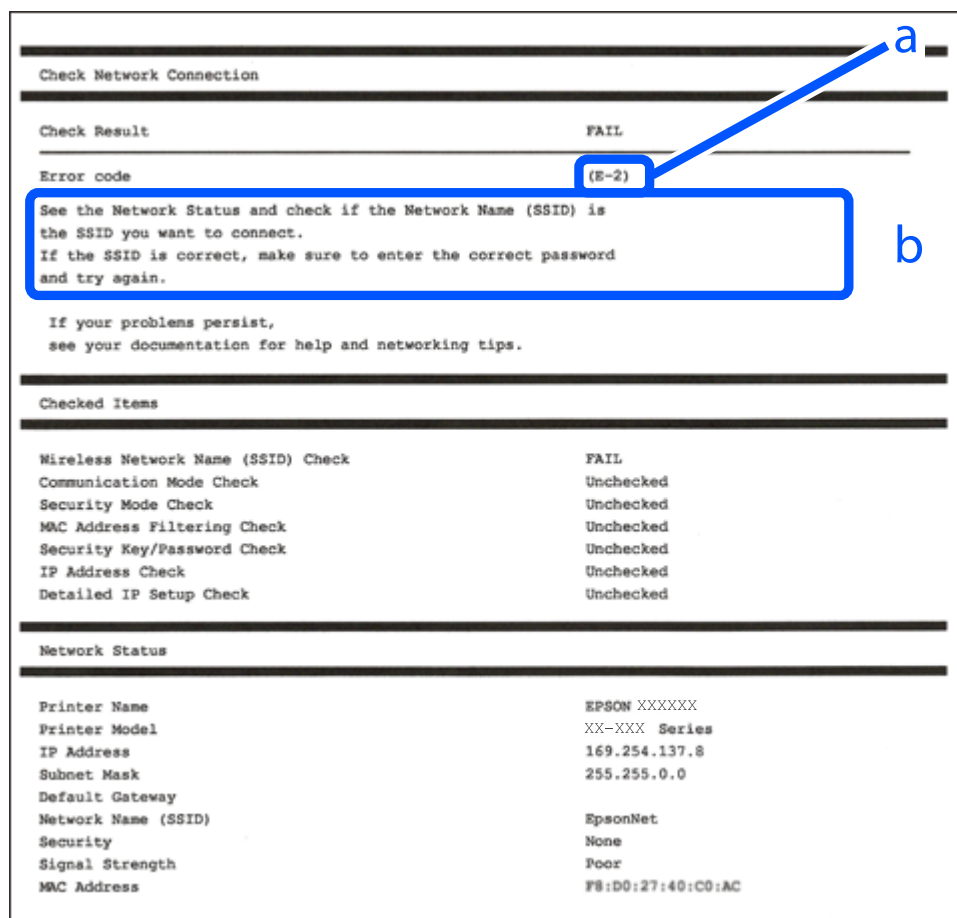 a
Check Network Connection
Check Result FAIL
Error code (E-2)
See the Network Status and check if the Network Name (SSID) is
the SSID you want to connect.
If the SSID is correct, make sure to enter the correct password
and try again.
b
If your problems persist,
see your documentation for help and networking tips.
Checked Items
Wireless Network Name (SSID) Check FAIL
Communication Mode Check Unchecked
Security Mode Check Unchecked
MAC Address Filtering Check Unchecked
Security Key/Password Check Unchecked
IP Address Check Unchecked
Detailed IP Setup Check Unchecked
Network Status
Printer Name EPSON XXXXXX
Printer Model XX-XXX Series
IP Address 169.254.137.8
Subnet Mask 255.255.0.0
Default Gateway
Network Name (SSID) EpsonNet
Security None
Signal Strength Poor
MAC Address F8:D0:27:40:C0:AC